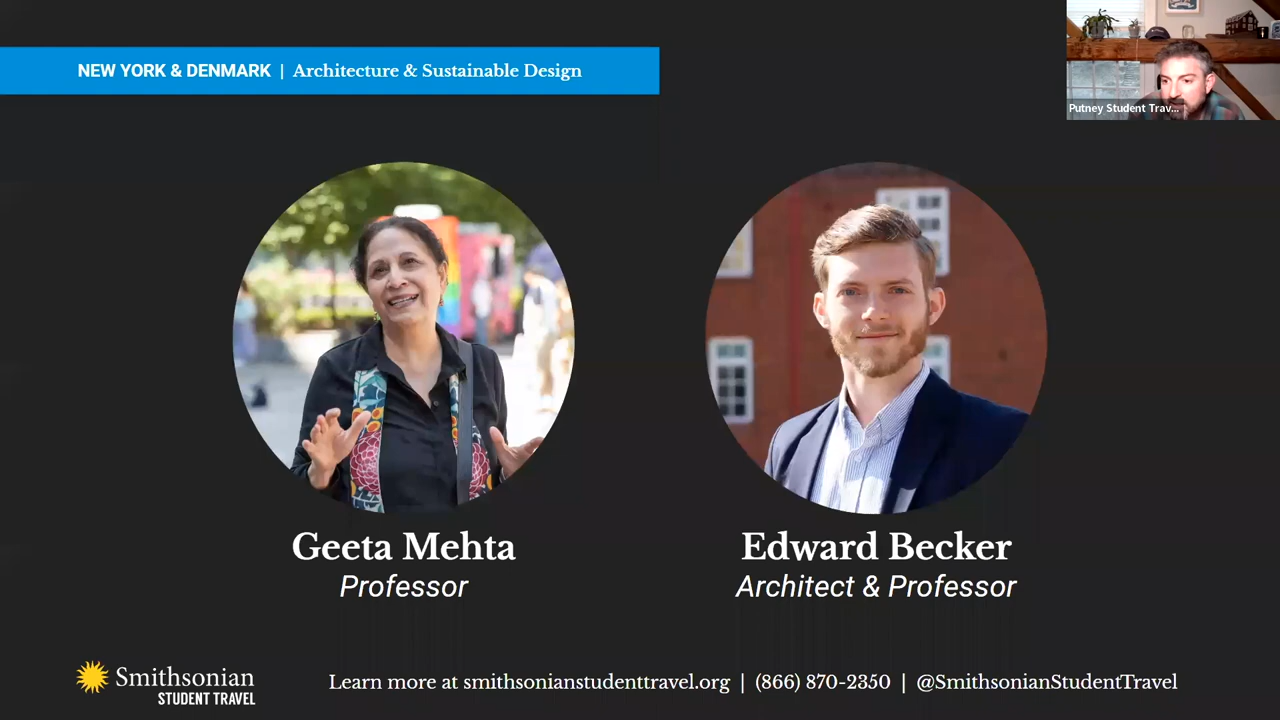 NEW YORK & DENMARK | Architecture & Sustainable Design
Putney Student Trav...
Geeta Mehta
Professor
Edward Becker
Architect & Professor
Smithsonian
STUDENT TRAVEL
Learn more at smithsonianstudenttravel.org | (866) 870-2350 | @SmithsonianStudentTravel